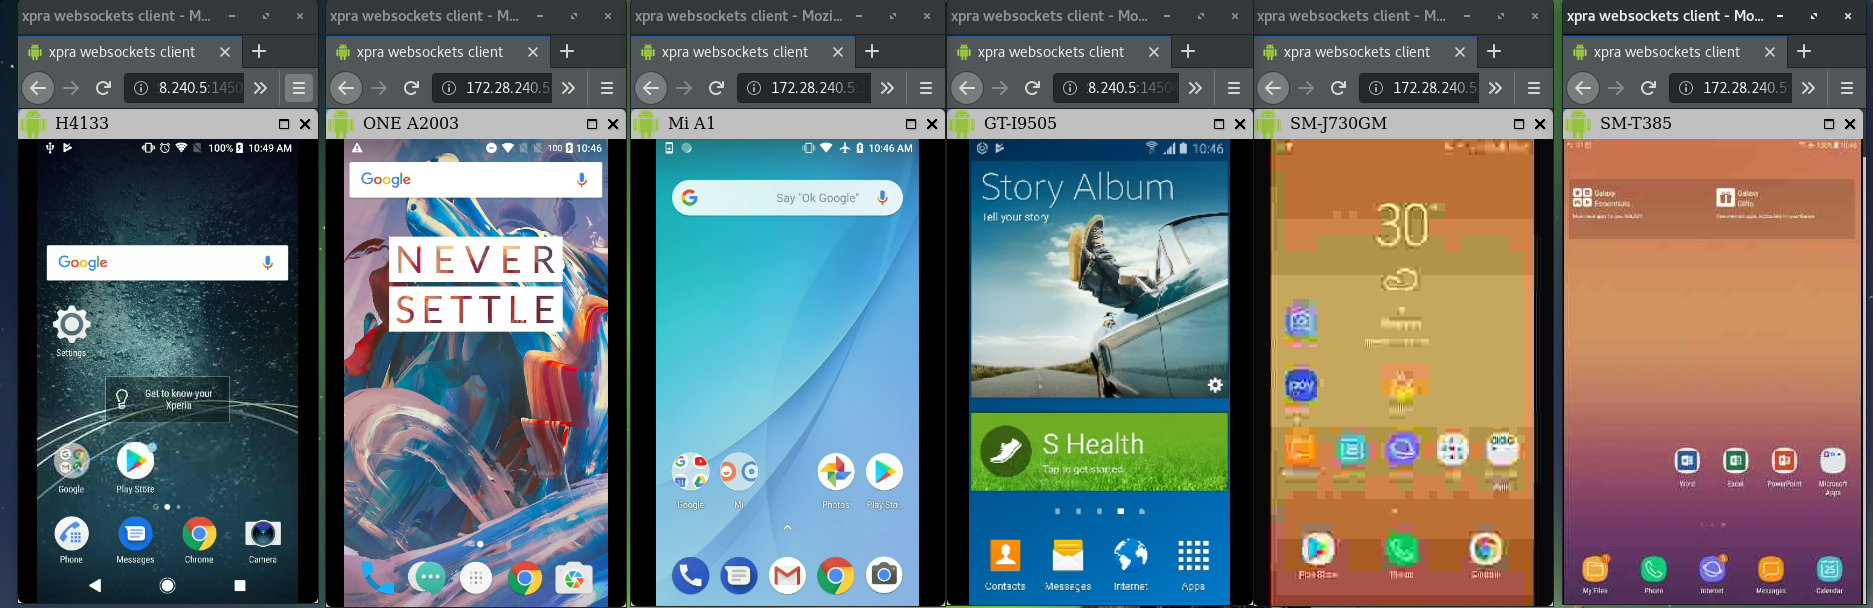 xpra websockets client - M...
xpra websockets client
8.240.5:1450
H4133
100% 10:49 AM
Google
Settings
Get to know your
Xperia
Google
Play Store
Phone
Messages
Chrome
Camera
xpra websockets client - M...
xpra websockets client
172.28.240.5
ONE A2003
100 10:46
Google
NEVER
SETTLE
xpra websockets client - Mozi...
xpra websockets client
172.28.240.5
Mi A1
10:46 AM
Say "Ok Google"
Google
Mi
Photos
Play Sto..
xpra websockets client - Mo...
xpra websockets client
8.240.5:1450
GT-I9505
10:46
Story Album
Tell your story
S Health
Tap to get started
Contacts
Messages
Internet
Apps
xpra websockets client - M...
xpra websockets client
172.28.240.5
SM-J730GM
30°
pay
xpra websockets client - Mo...
xpra websockets client
172.28.240.5
SM-T385
100% 10:46
Galaxy
Essentials
Galaxy
Gifts
Word
Excel
PowerPoint
Microsoft
Apps
My Files
Phone
Internet
Messages
Calendar